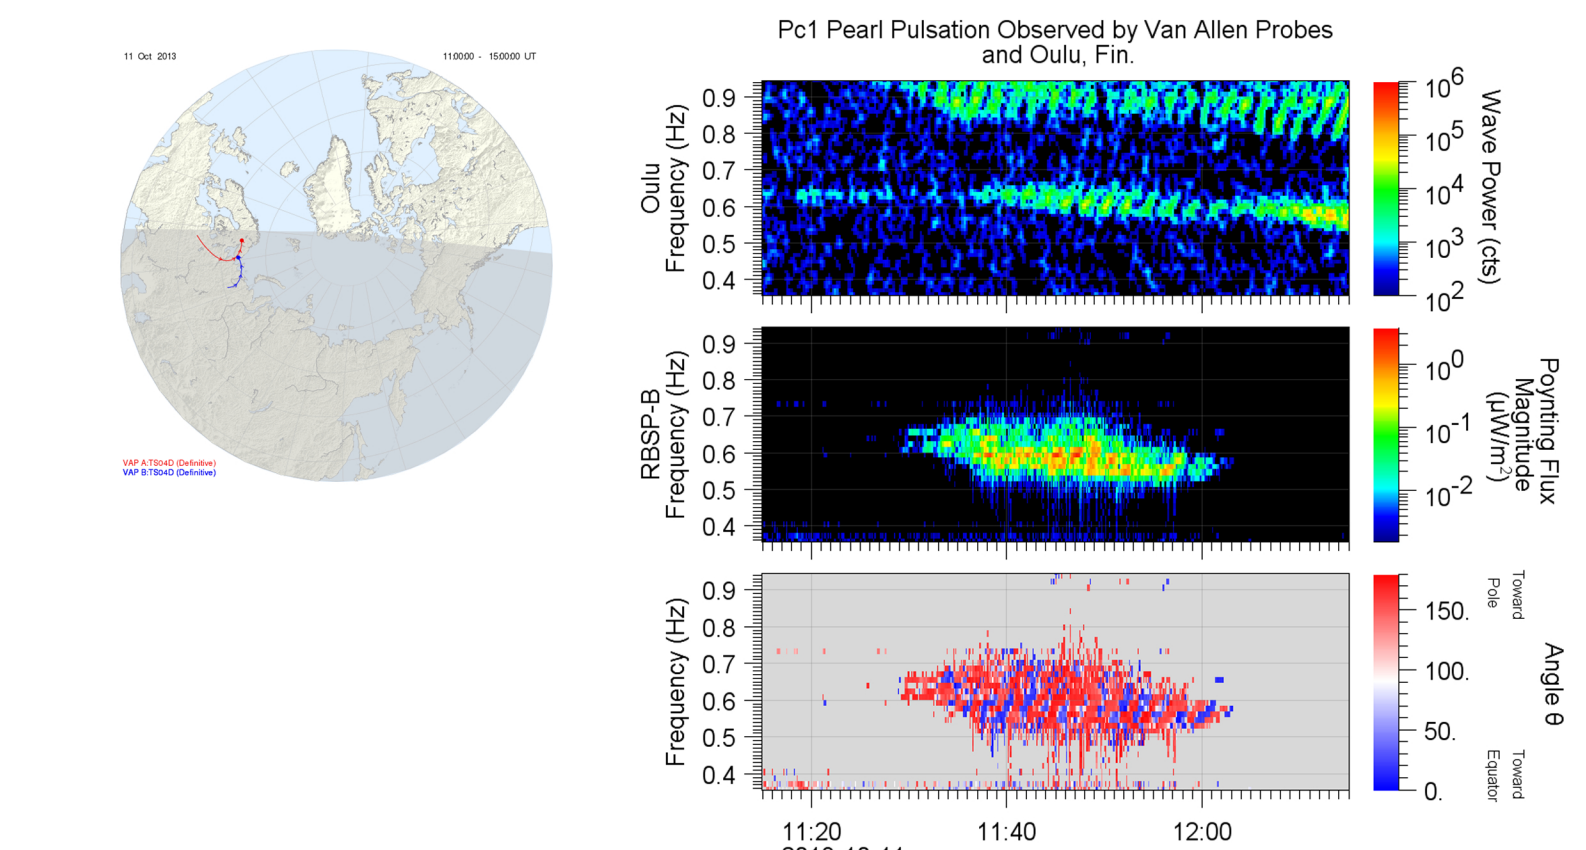 11 Oct 2013
11:00:00 - 15:00:00 UT
VAP A:TS04D (Definitive)
VAP B:TS04D (Definitive)
Pc1 Pearl Pulsation Observed by Van Allen Probes
and Oulu, Fin.
Oulu
Frequency (Hz)
0.9
0.8
0.7
0.6
0.5
0.4
10^6
10^5
10^4
10^3
10^2
Wave Power (cts)
RBSP-B
Frequency (Hz)
0.9
0.8
0.7
0.6
0.5
0.4
10^0
10^-1
10^-2
Poynting Flux
Magnitude
(μW/m^2)
Frequency (Hz)
0.9
0.8
0.7
0.6
0.5
0.4
150.
100.
50.
0.
Toward
Pole
Toward
Equator
Angle θ
11:20
11:40
12:00